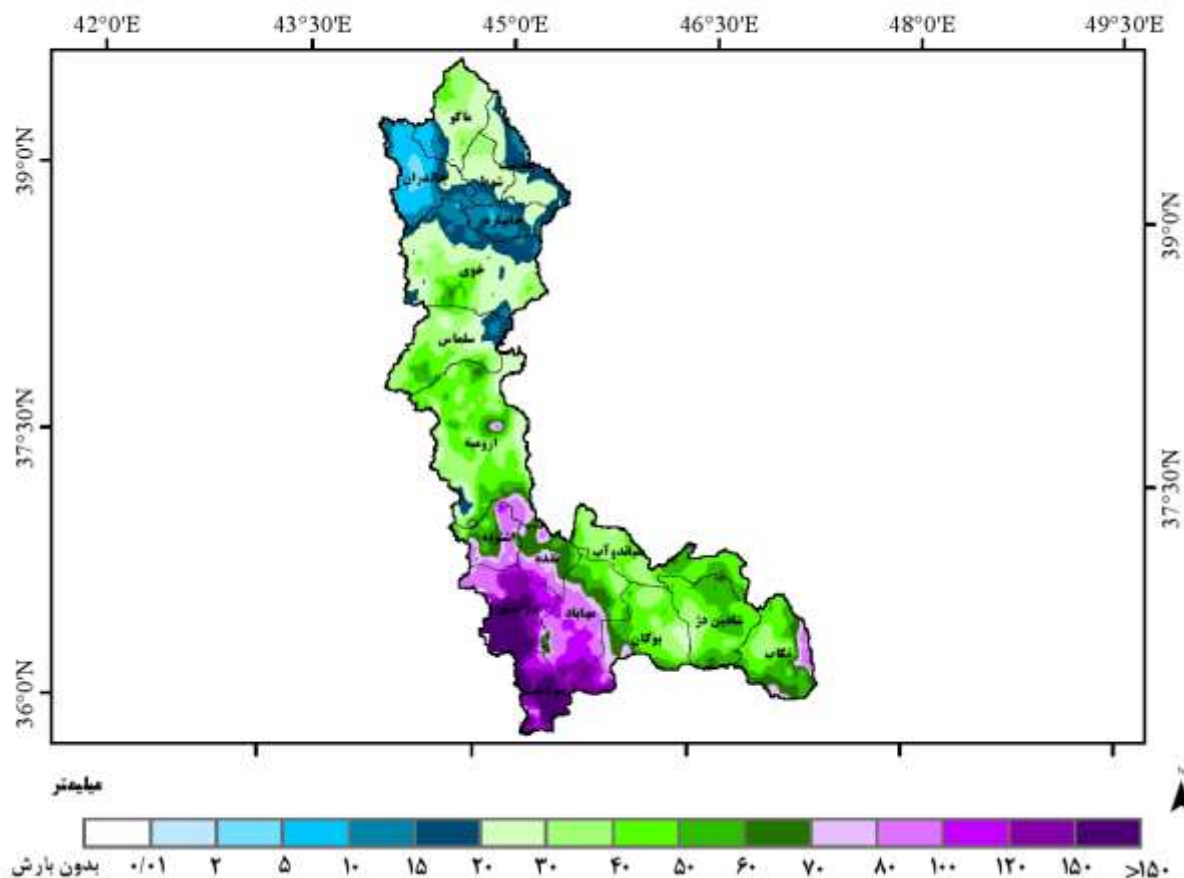 42°0'E 43°30'E 45°0'E 46°30'E 48°0'E 49°30'E
39°0'N
39°0'N
37°30'N
37°30'N
36°0'N
ماکو
خوی
سلماس
ارومیه
میاندوآب
مهاباد
بوکان
شاهین دژ
تکاب
میلیمتر
بدون بارش ۰/۰۱ ۲ ۵ ۱۰ ۱۵ ۲۰ ۳۰ ۴۰ ۵۰ ۶۰ ۷۰ ۸۰ ۱۰۰ ۱۲۰ ۱۵۰ >۱۵۰